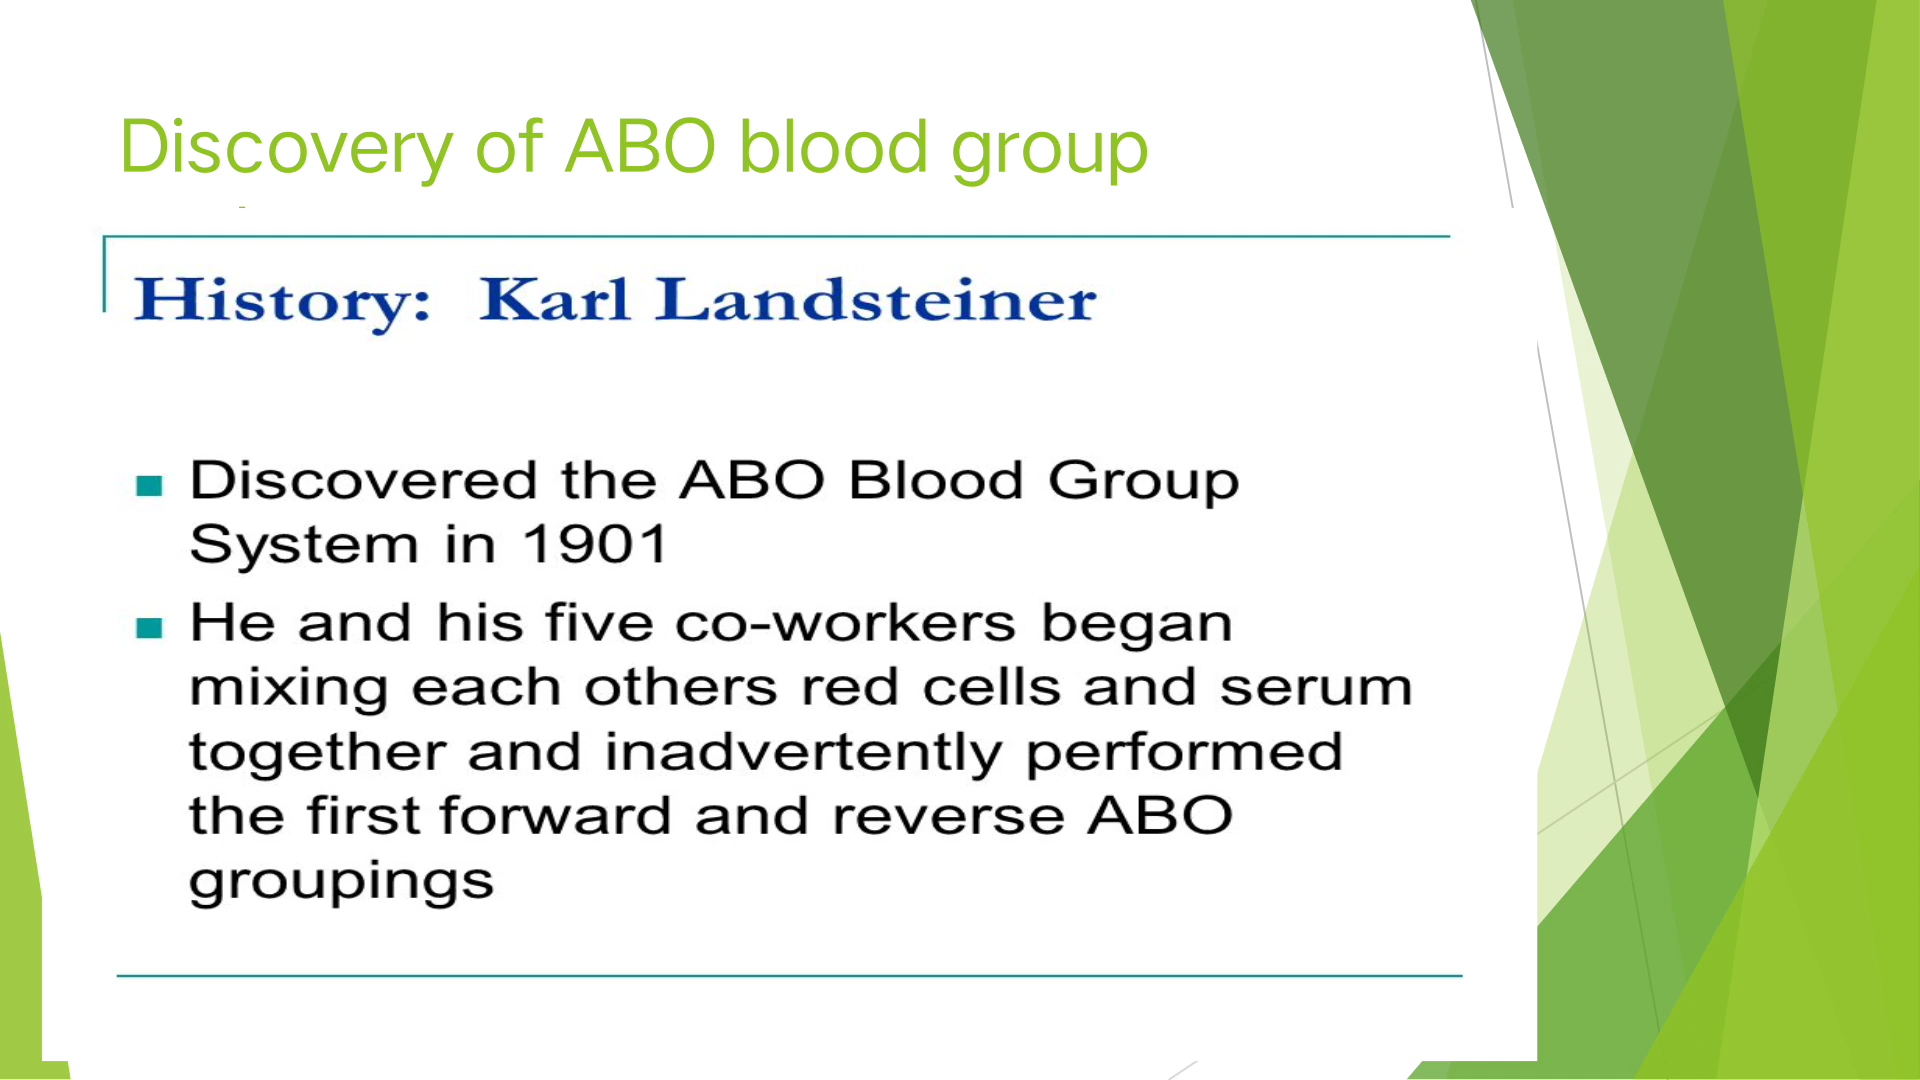 Discovery of ABO blood group
History: Karl Landsteiner
Discovered the ABO Blood Group
System in 1901
He and his five co-workers began
mixing each others red cells and serum
together and inadvertently performed
the first forward and reverse ABO
groupings